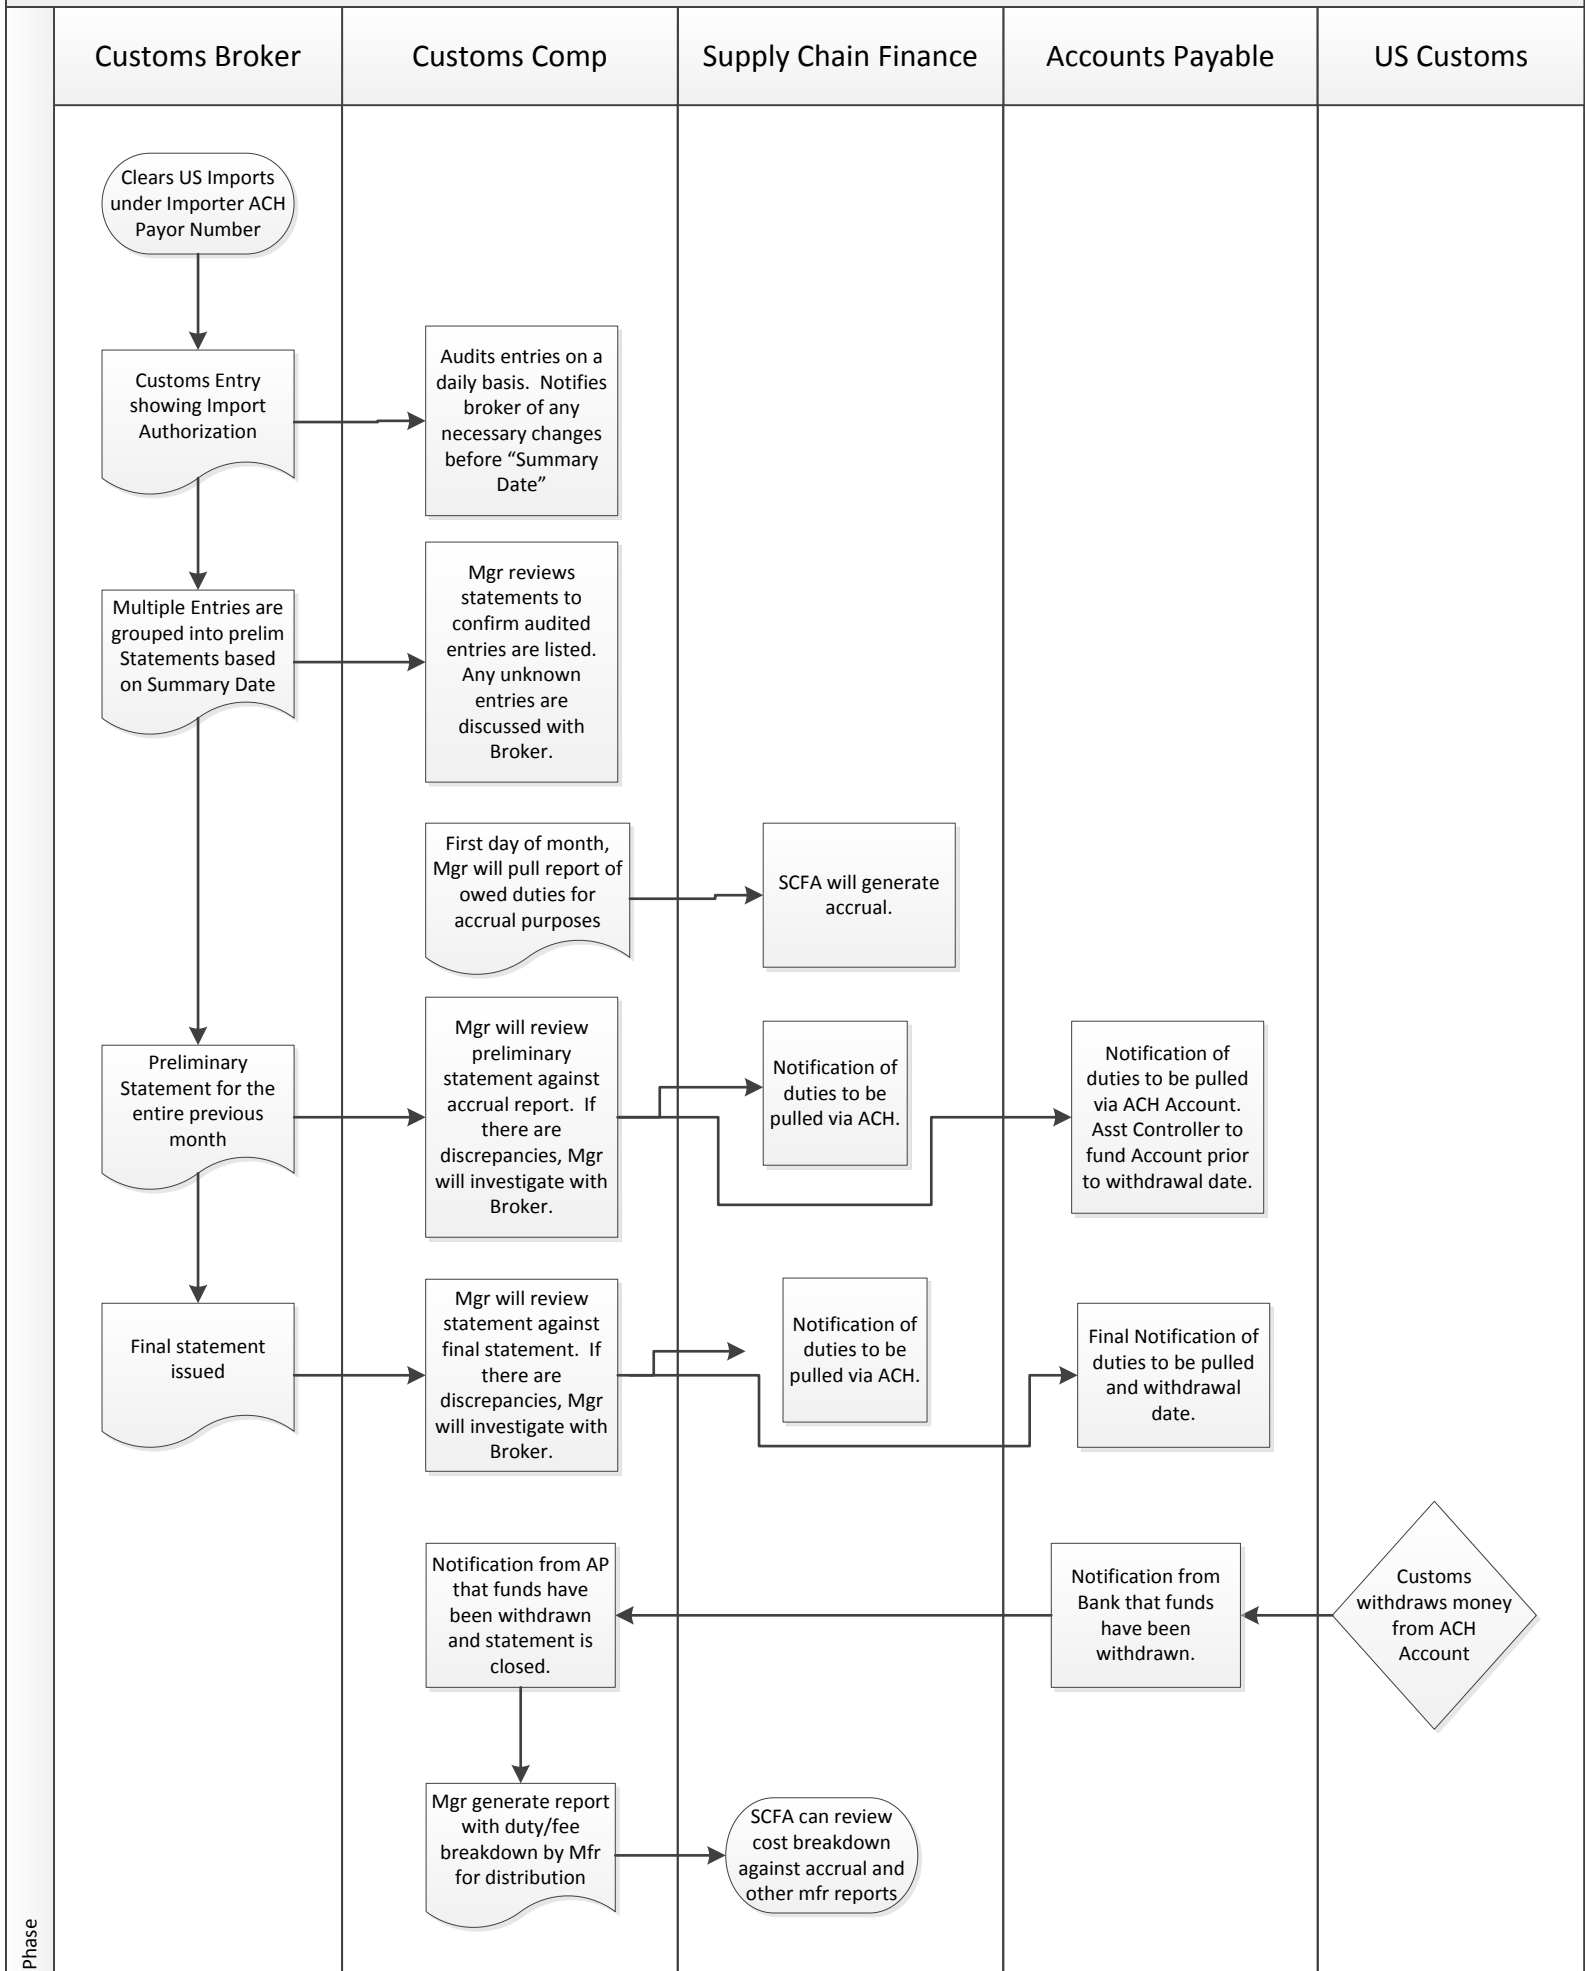 Customs Broker
Customs Comp
Supply Chain Finance
Accounts Payable
US Customs
Clears US Imports
under Importer ACH
Payor Number
Customs Entry
showing Import
Authorization
Audits entries on a
daily basis.  Notifies
broker of any
necessary changes
before “Summary
Date”
Multiple Entries are
grouped into prelim
Statements based
on Summary Date
Mgr reviews
statements to
confirm audited
entries are listed.
Any unknown
entries are
discussed with
Broker.
First day of month,
Mgr will pull report of
owed duties for
accrual purposes
SCFA will generate
accrual.
Preliminary
Statement for the
entire previous
month
Mgr will review
preliminary
statement against
accrual report.  If
there are
discrepancies, Mgr
will investigate with
Broker.
Notification of
duties to be
pulled via ACH.
Notification of
duties to be pulled
via ACH Account.
Asst Controller to
fund Account prior
to withdrawal date.
Final statement
issued
Mgr will review
statement against
final statement.  If
there are
discrepancies, Mgr
will investigate with
Broker.
Notification of
duties to be
pulled via ACH.
Final Notification of
duties to be pulled
and withdrawal
date.
Notification from AP
that funds have
been withdrawn
and statement is
closed.
Notification from
Bank that funds
have been
withdrawn.
Customs
withdraws money
from ACH
Account
Mgr generate report
with duty/fee
breakdown by Mfr
for distribution
SCFA can review
cost breakdown
against accrual and
other mfr reports
Phase